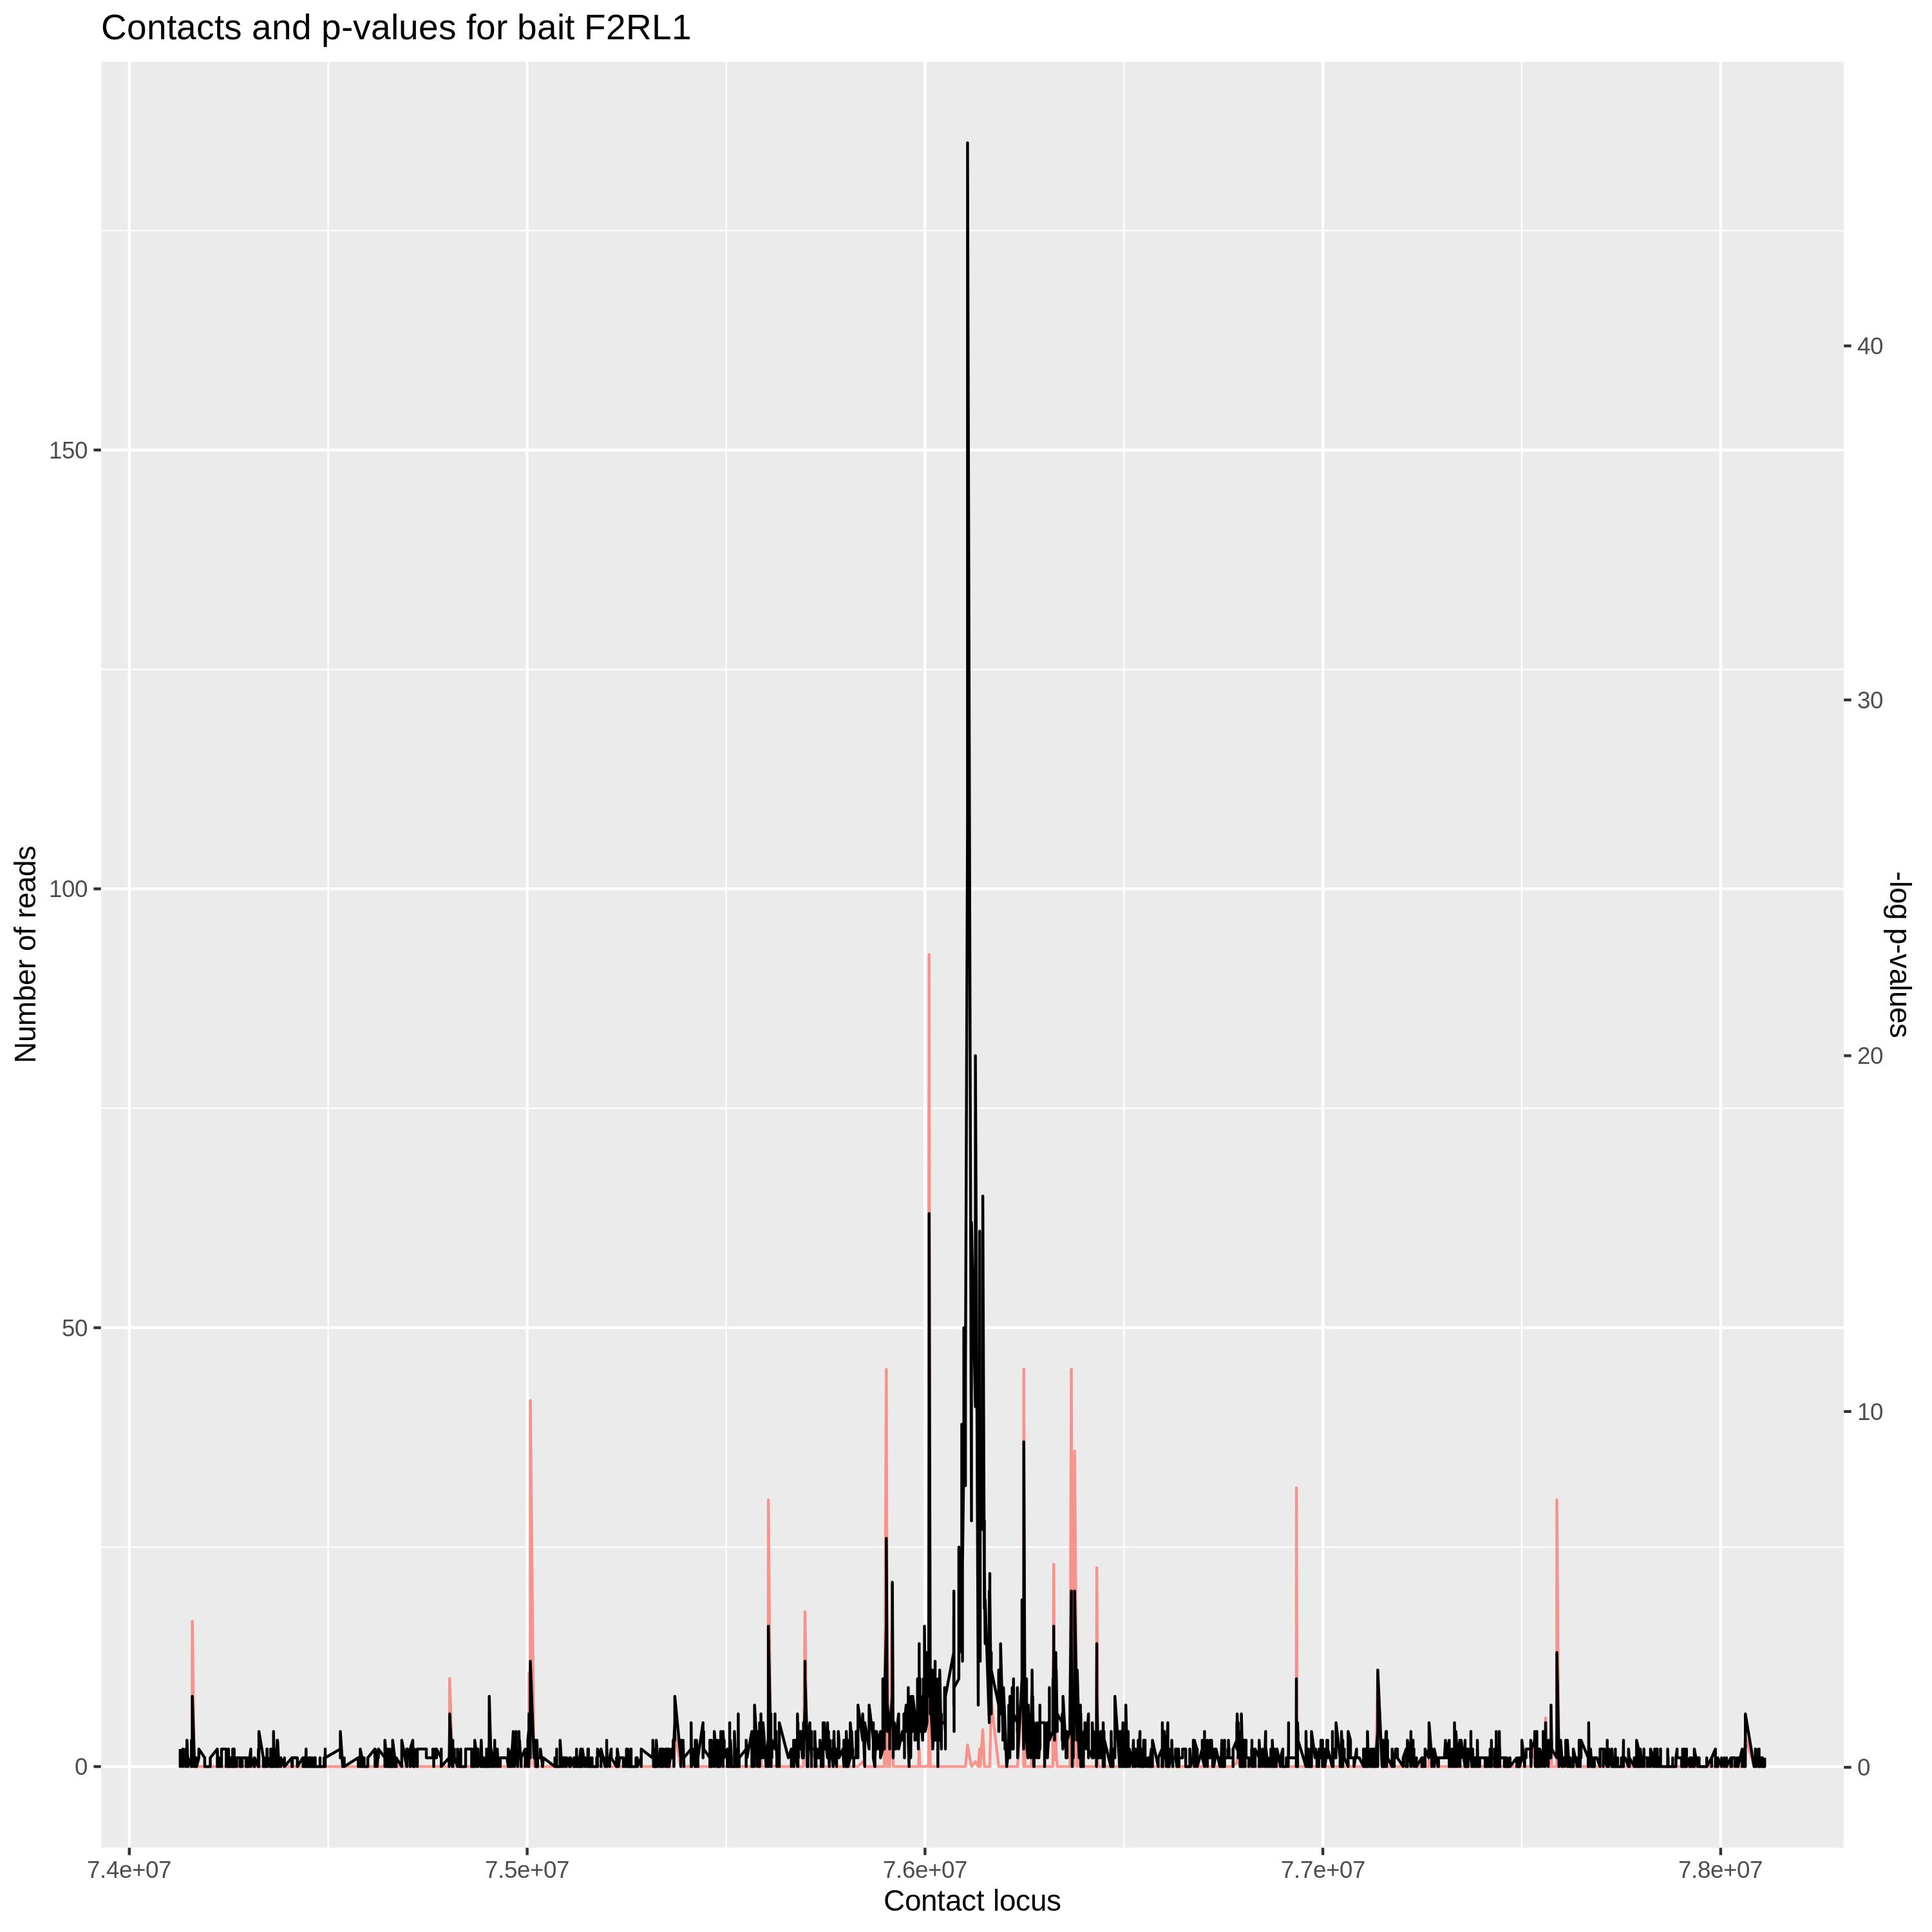 Contacts and p-values for bait F2RL1
Number of reads
150
100
50
0
40
30
20
10
0
-log p-values
7.4e+07 7.5e+07 7.6e+07 7.7e+07 7.8e+07
Contact locus